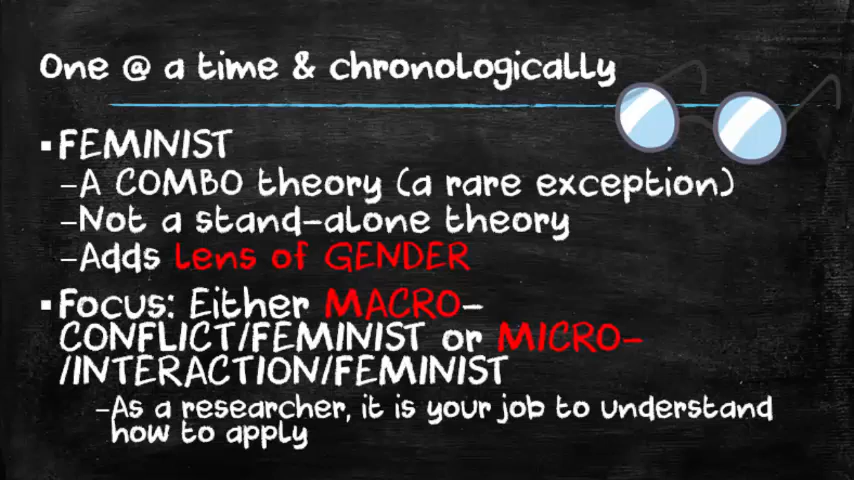 One @ a time & chronologically
▪FEMINIST
–A COMBO theory (a rare exception)
–Not a stand-alone theory
–Adds Lens of GENDER
▪Focus: Either MACRO-
CONFLICT/FEMINIST or MICRO-
/INTERACTION/FEMINIST
–As a researcher, it is your job to understand
how to apply